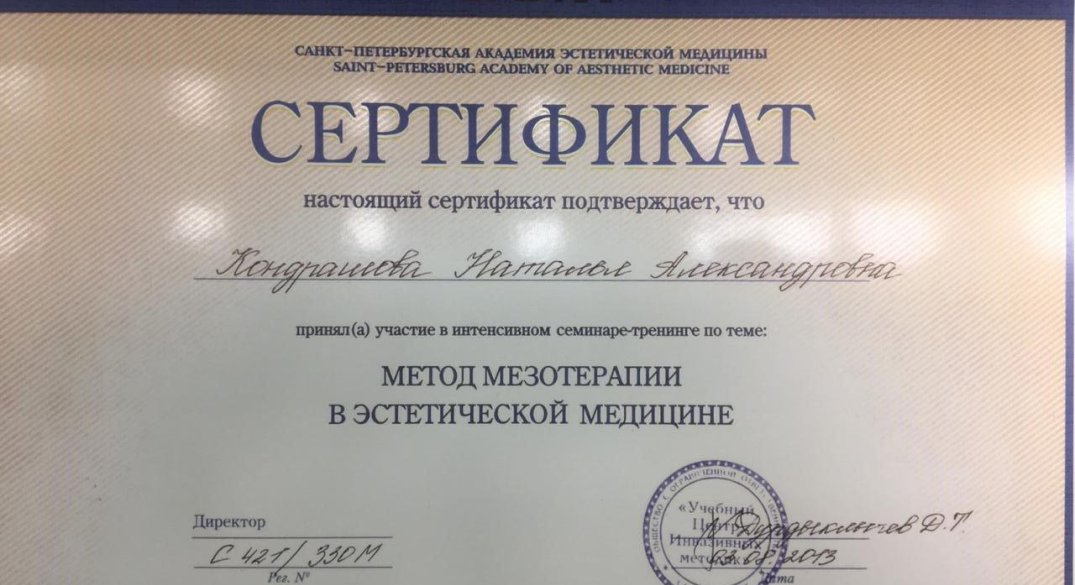 САНКТ-ПЕТЕРБУРГСКАЯ АКАДЕМИЯ ЭСТЕТИЧЕСКОЙ МЕДИЦИНЫ
SAINT-PETERSBURG ACADEMY OF AESTHETIC MEDICINE
СЕРТИФИКАТ
настоящий сертификат подтверждает, что
Кондрашова Наталья Александровна
принял(а) участие в интенсивном семинаре-тренинге по теме:
МЕТОД МЕЗОТЕРАПИИ
В ЭСТЕТИЧЕСКОЙ МЕДИЦИНЕ
«Учебный
Центр
Директор
Инвазивных
методик»
С 421/330М
2013
Рег. №
Дата